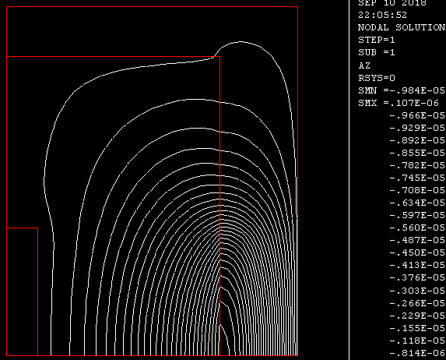 SEP 10 2018
22:05:52
NODAL SOLUTION
STEP=1
SUB =1
AZ
RSYS=0
SMN =-.984E-05
SMX =.107E-06
-.966E-05
-.929E-05
-.892E-05
-.855E-05
-.782E-05
-.745E-05
-.708E-05
-.634E-05
-.597E-05
-.560E-05
-.487E-05
-.450E-05
-.413E-05
-.376E-05
-.303E-05
-.266E-05
-.229E-05
-.155E-05
-.118E-05
-.814E-06